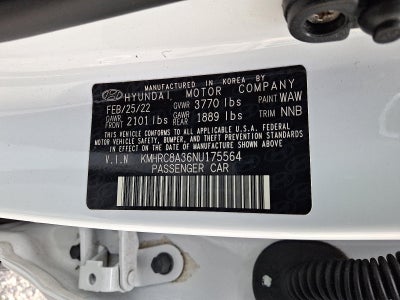 MANUFACTURED IN KOREA BY
HYUNDAI MOTOR COMPANY
FEB/25/22 GVWR 3770 lbs PAINT WAW
GAWR FRONT 2101 lbs GAWR REAR 1889 lbs TRIM NNB
THIS VEHICLE CONFORMS TO ALL APPLICABLE U.S.A. FEDERAL
MOTOR VEHICLE SAFETY, BUMPER, AND THEFT PREVENTION STANDARDS
IN EFFECT ON THE DATE OF MANUFACTURE SHOWN ABOVE.
V.I.N KMHRC8A36NU175564
PASSENGER CAR